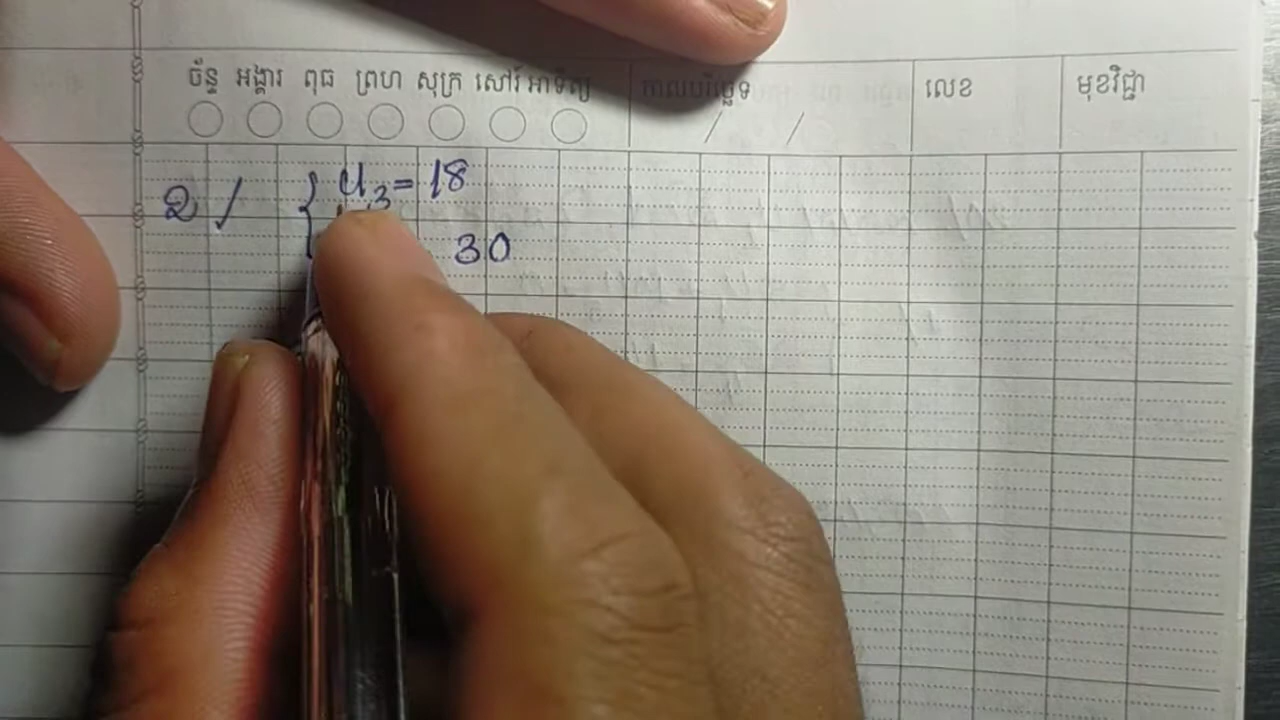 ច័ន្ទ អង្គារ ពុធ ព្រហ សុក្រ សៅរ៍ អាទិត្យ កាលបរិច្ឆេទ លេខ មុខវិជ្ជា
/ /
2 / { u₃ = 18
30